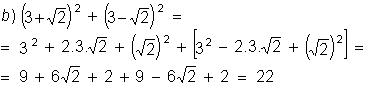 b) (3+√2)² + (3−√2)² =
= 3² + 2.3.√2 + (√2)² + [3² − 2.3.√2 + (√2)²] =
= 9 + 6√2 + 2 + 9 − 6√2 + 2 = 22